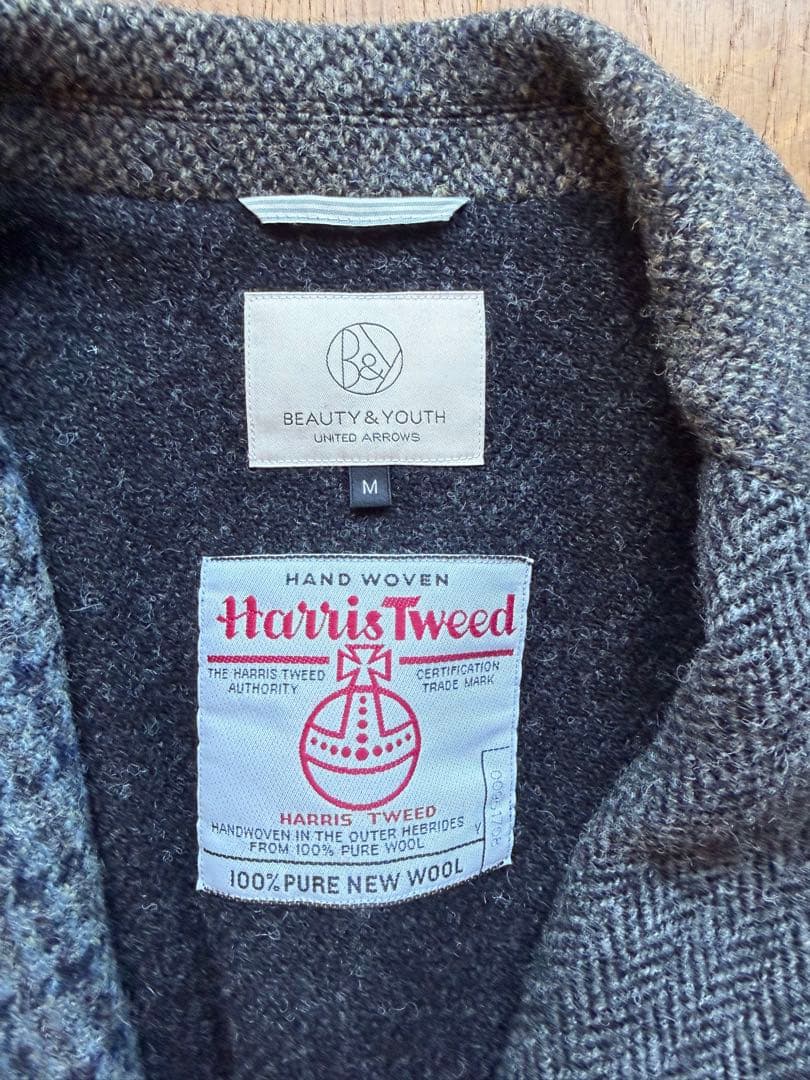 B&Y
BEAUTY & YOUTH
UNITED ARROWS
M
HAND WOVEN
Harris Tweed
THE HARRIS TWEED AUTHORITY
CERTIFICATION TRADE MARK
HARRIS TWEED
HANDWOVEN IN THE OUTER HEBRIDES
FROM 100% PURE WOOL
Y
100% PURE NEW WOOL